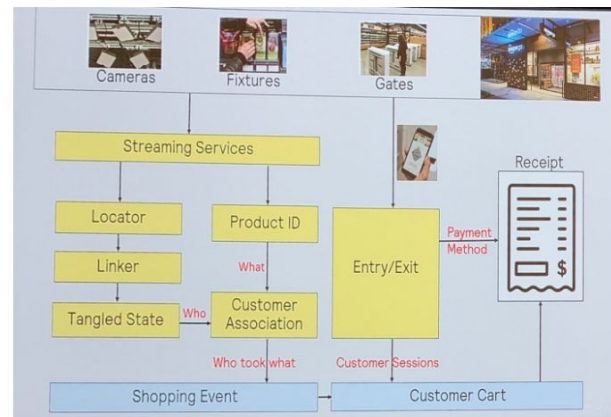 Cameras
Fixtures
Gates
Streaming Services
Receipt
Locator
Product ID
Payment
Method
$
What
Entry/Exit
Linker
Tangled State
Who
Customer
Association
Who took what
Customer Sessions
Shopping Event
Customer Cart